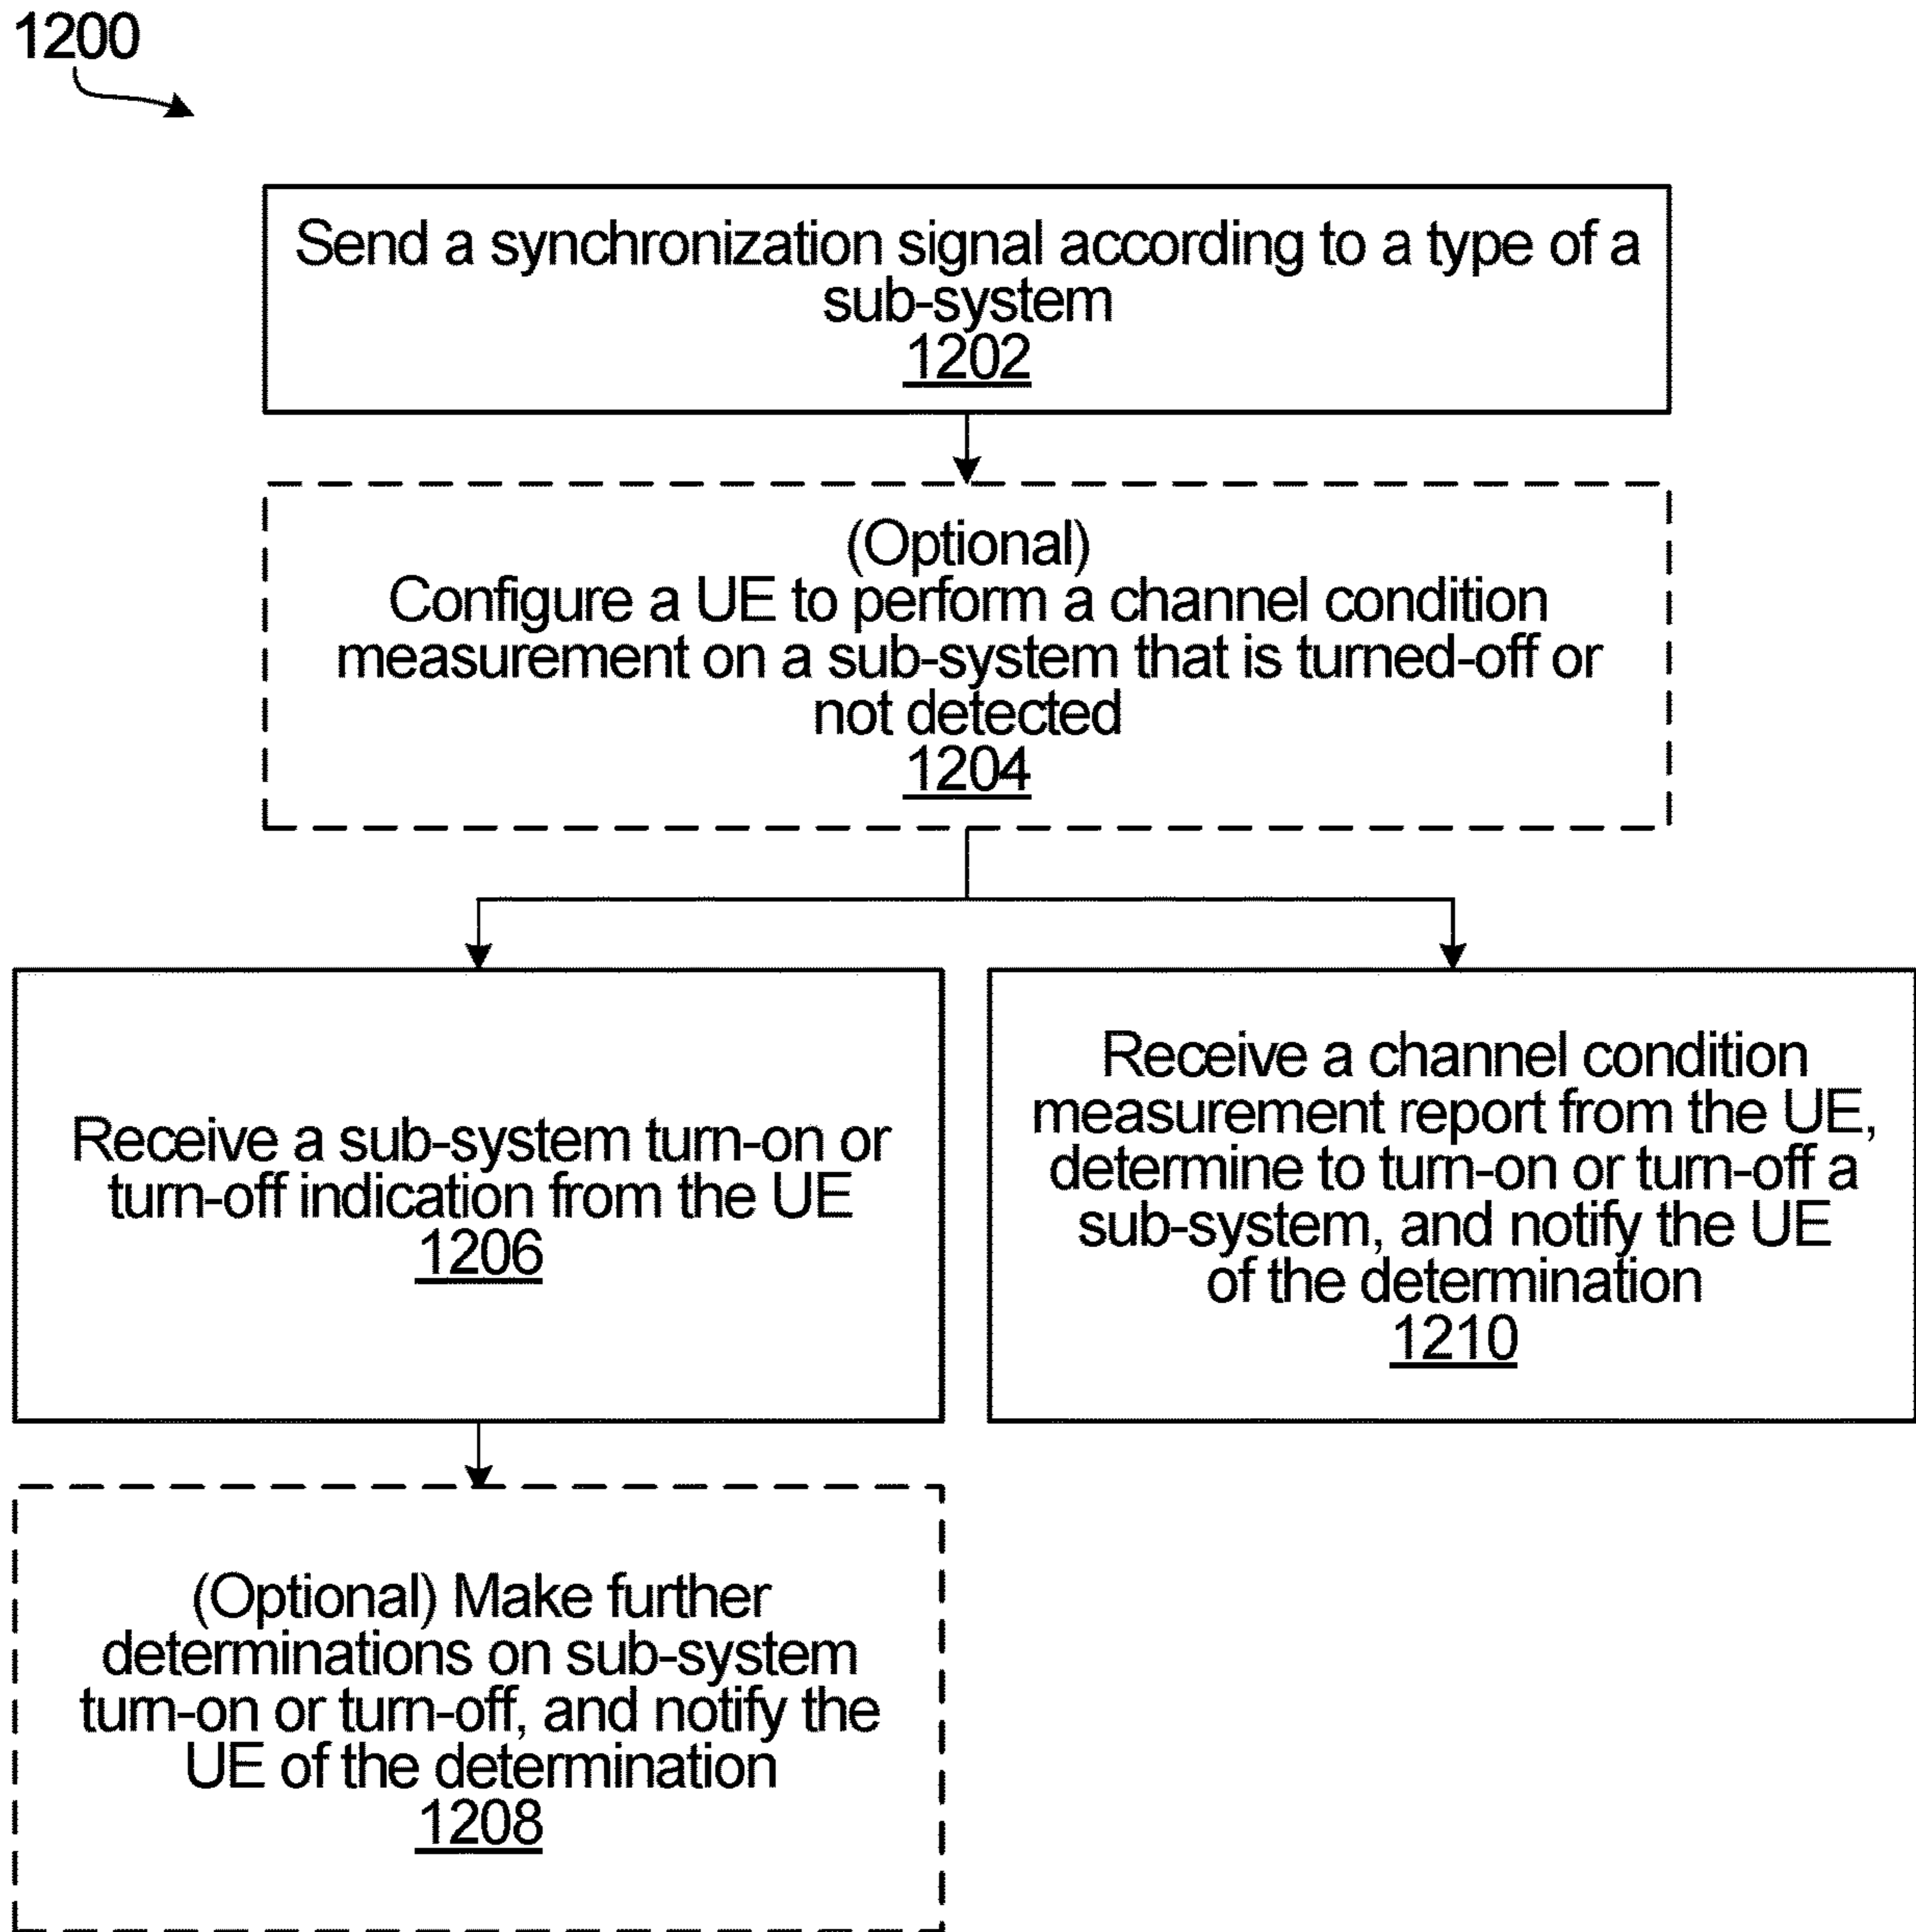 1200
Send a synchronization signal according to a type of a
sub-system
1202
(Optional)
Configure a UE to perform a channel condition
measurement on a sub-system that is turned-off or
not detected
1204
Receive a sub-system turn-on or
turn-off indication from the UE
1206
Receive a channel condition
measurement report from the UE,
determine to turn-on or turn-off a
sub-system, and notify the UE
of the determination
1210
(Optional) Make further
determinations on sub-system
turn-on or turn-off, and notify the
UE of the determination
1208